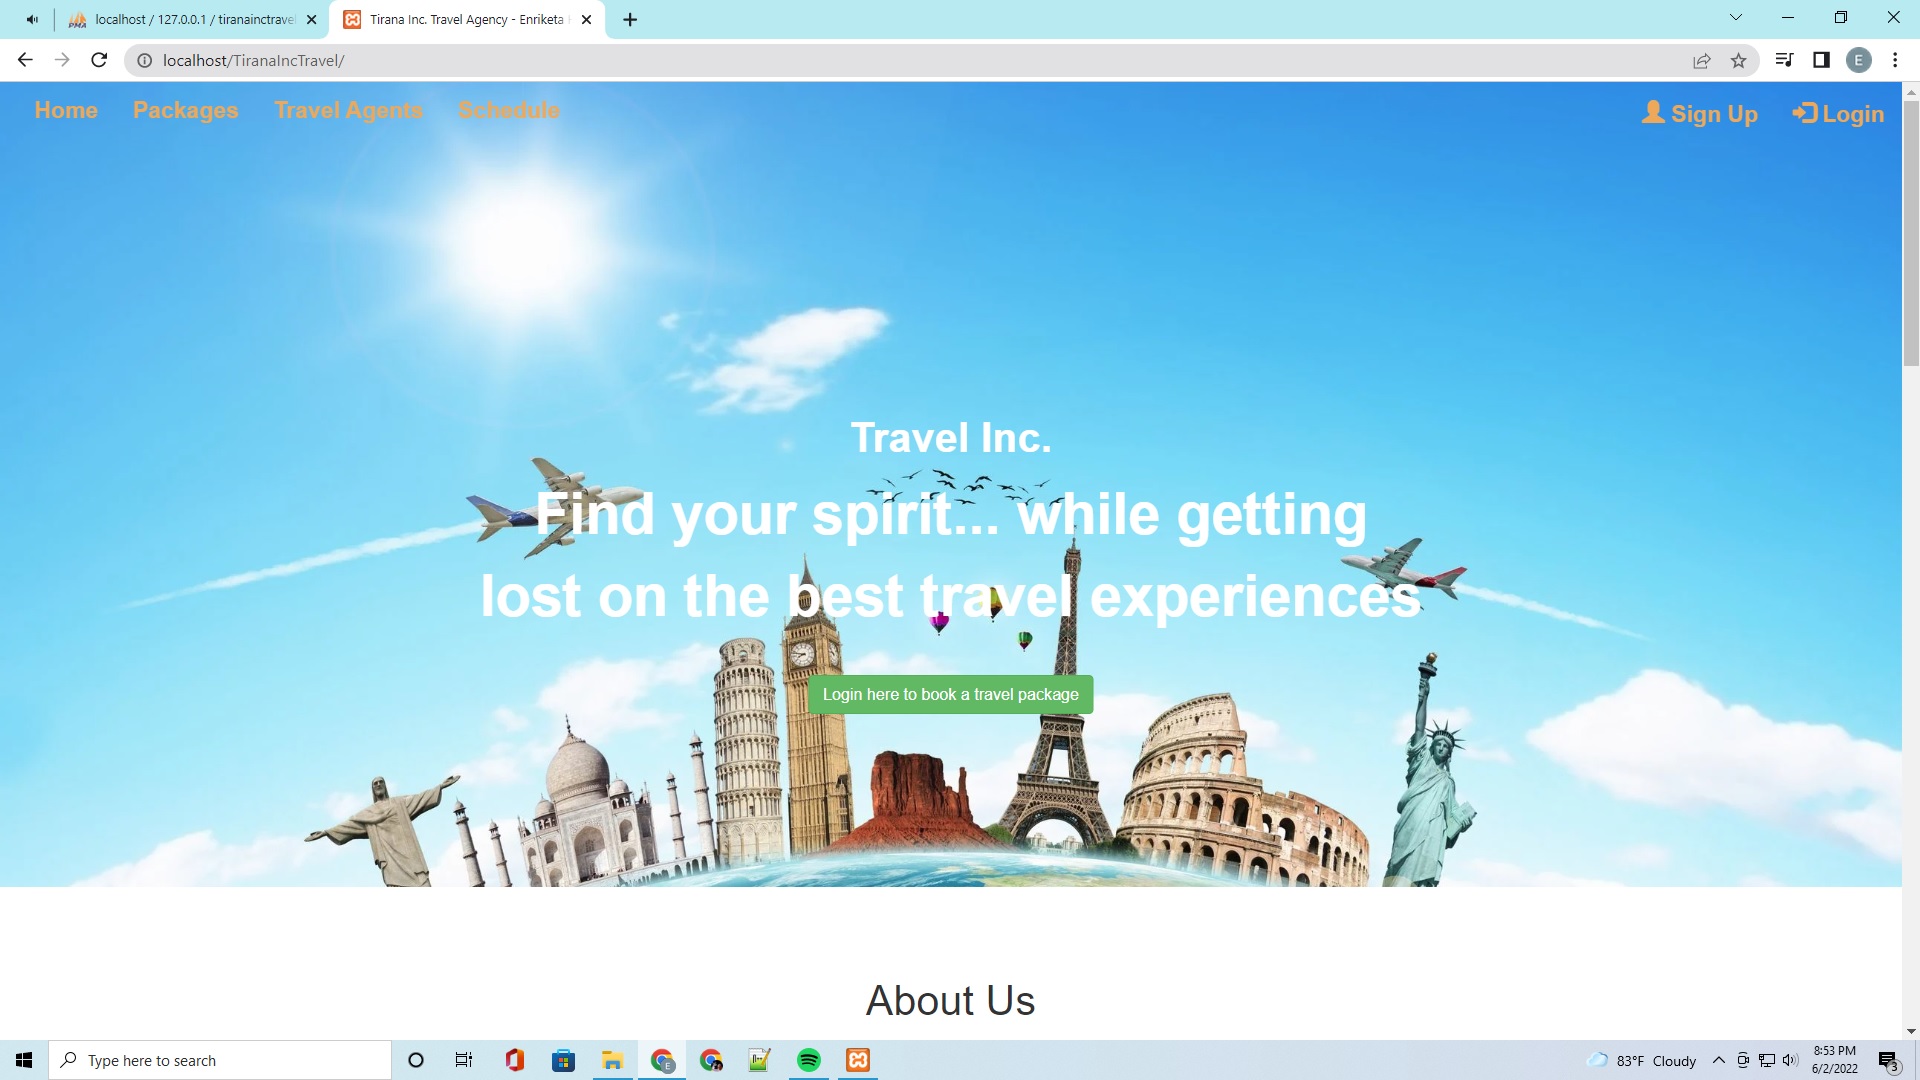 localhost / 127.0.0.1 / tiranainctrave
Tirana Inc. Travel Agency - Enriketa
localhost/TiranaIncTravel/
E
Home Packages Travel Agents Schedule Sign Up Login
Travel Inc.
Find your spirit... while getting
lost on the best travel experiences
Login here to book a travel package
About Us
Type here to search
83°F Cloudy
8:53 PM
6/2/2022
3